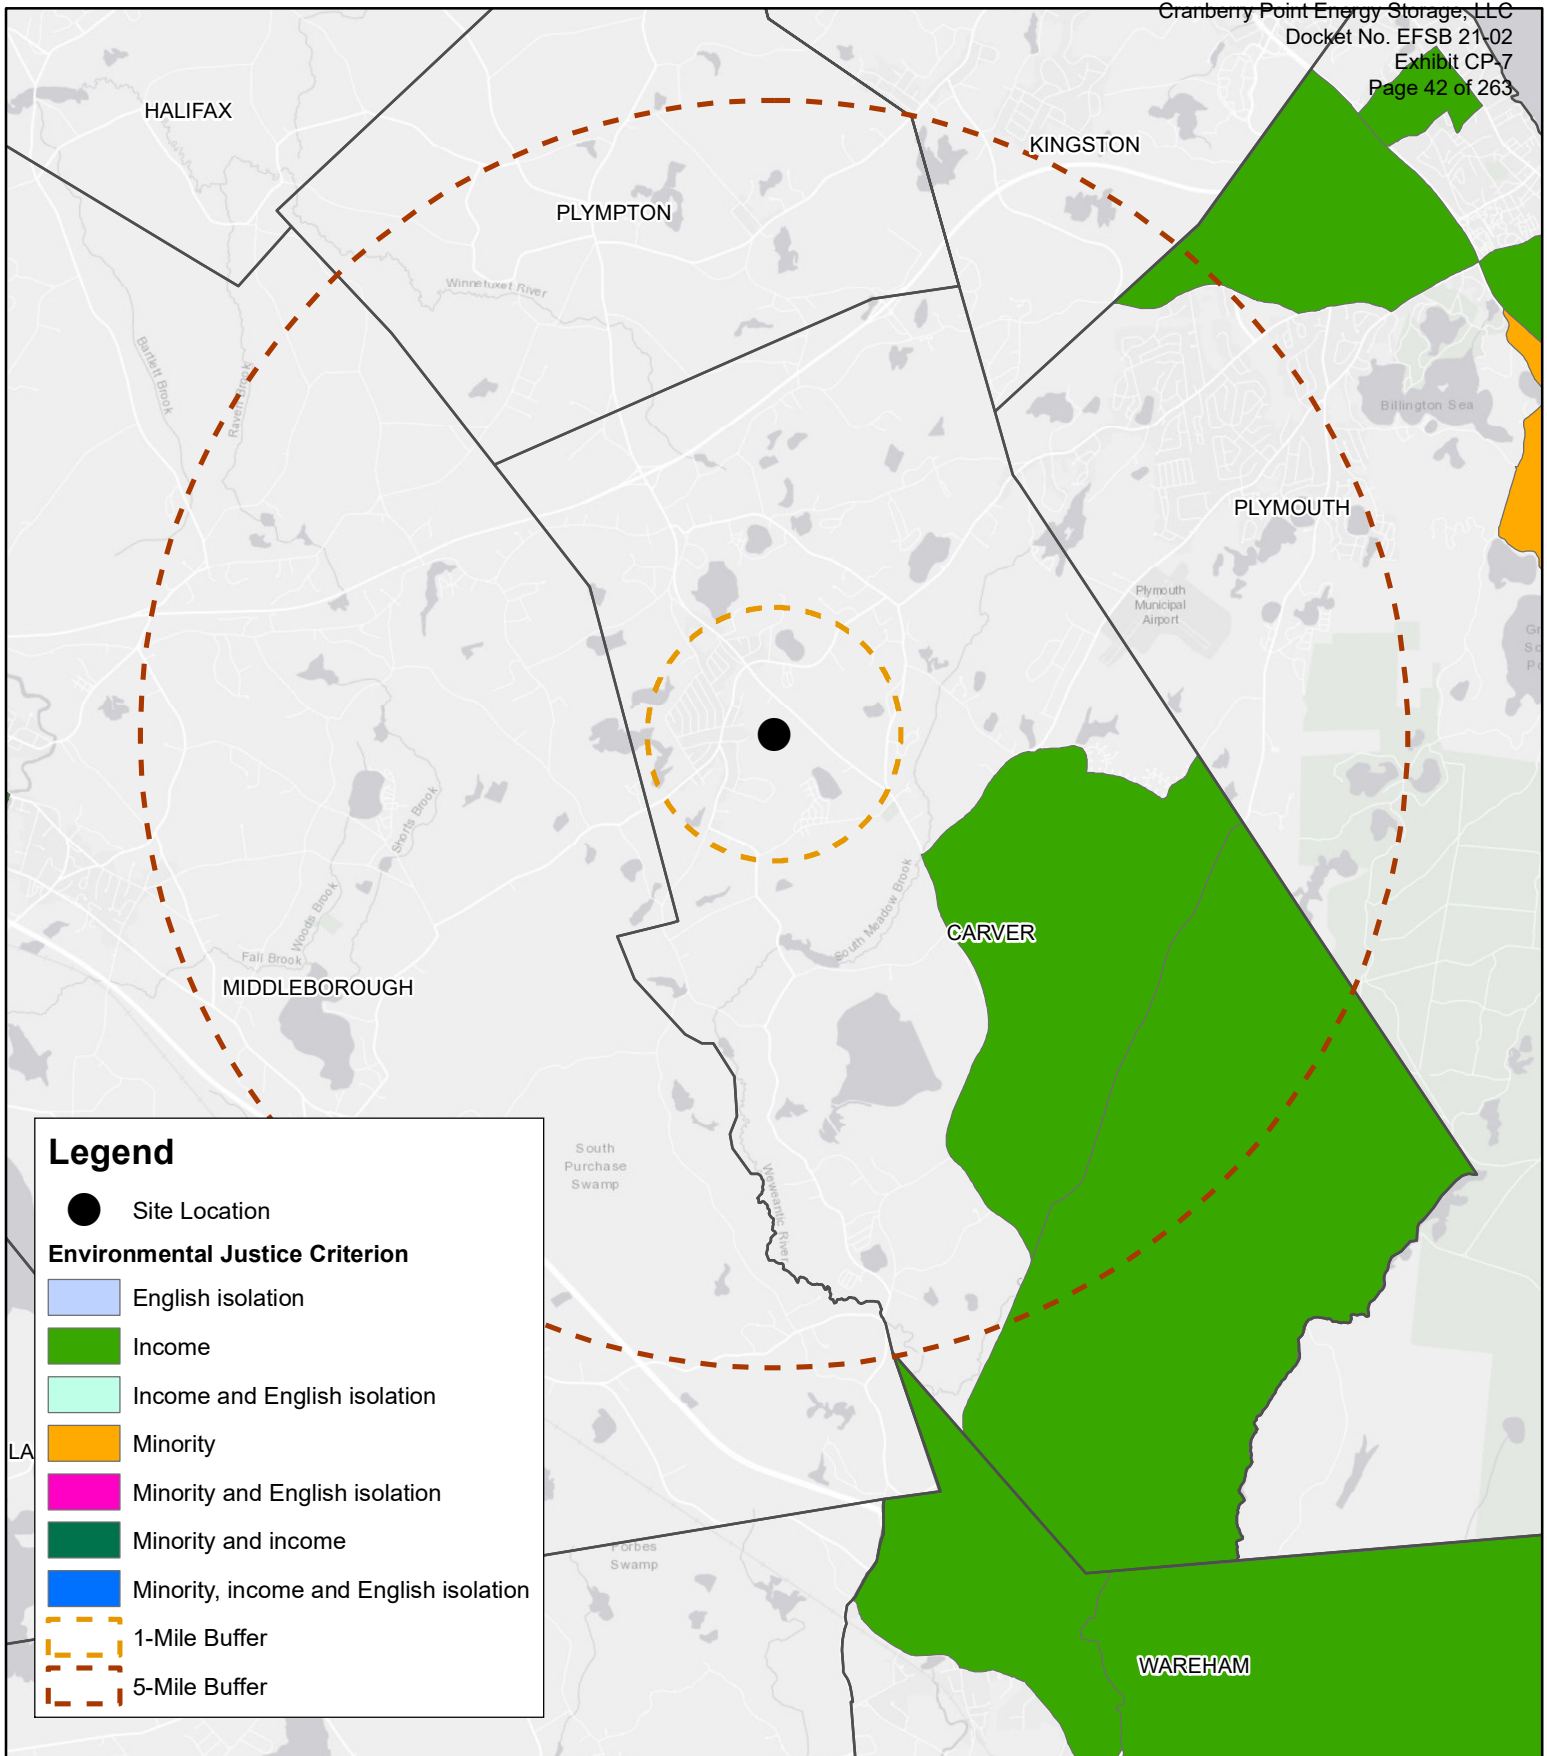 Cranberry Point Energy Storage, LLC
Docket No. EFSB 21-02
Exhibit CP-7
Page 42 of 263
HALIFAX
KINGSTON
PLYMPTON
Winnetuxet River
Bartlett Brook
Raven Brook
Billington Sea
PLYMOUTH
Plymouth
Municipal
Airport
Shorts Brook
Woods Brook
South Meadow Brook
CARVER
Fall Brook
MIDDLEBOROUGH
South
Purchase
Swamp
Weweantic River
Legend
Site Location
Environmental Justice Criterion
English isolation
Income
Income and English isolation
Minority
LA
Minority and English isolation
Minority and income
Minority, income and English isolation
1-Mile Buffer
5-Mile Buffer
Forbes
Swamp
WAREHAM